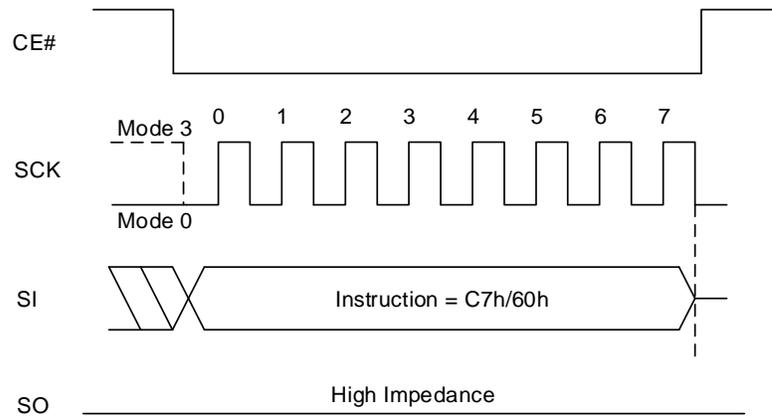 CE#
0 1 2 3 4 5 6 7
Mode 3
SCK
Mode 0
SI
Instruction = C7h/60h
High Impedance
SO